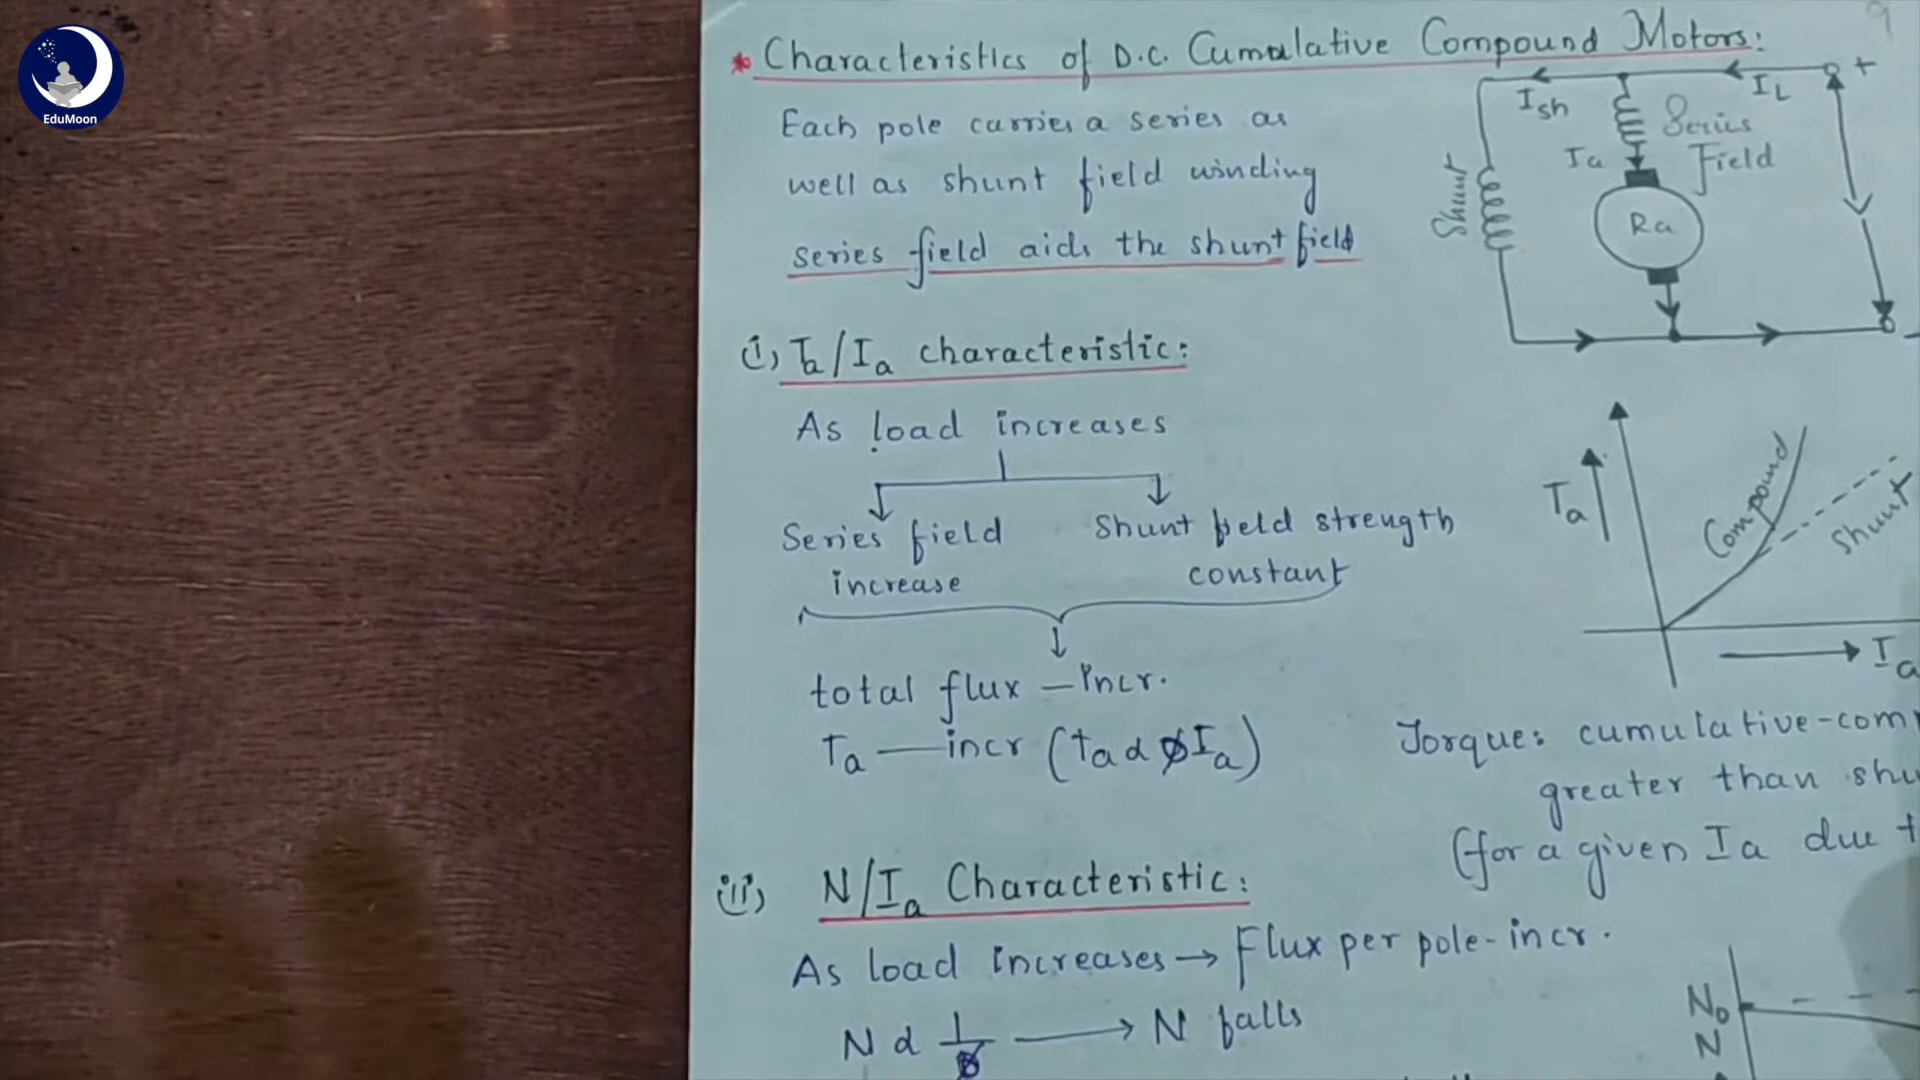 EduMoon
* Characteristics of D.C. Cumulative Compound Motors:
Each pole carries a series as
well as shunt field winding
series field aids the shunt field
Ish
IL
+
Series
Field
Ia
Shunt
Ra
-
i) Ta/Ia characteristic:
As load increases
Series field
increase
Shunt field strength
constant
total flux — incr.
Ta — incr (Ta α ϕIa)
Ta
Compound
Shunt
Ia
Torque: cumulative-comp
greater than shu
(for a given Ia due t
ii) N/Ia Characteristic:
As load increases → Flux per pole - incr.
N α 1/ϕ → N falls
N₀
N